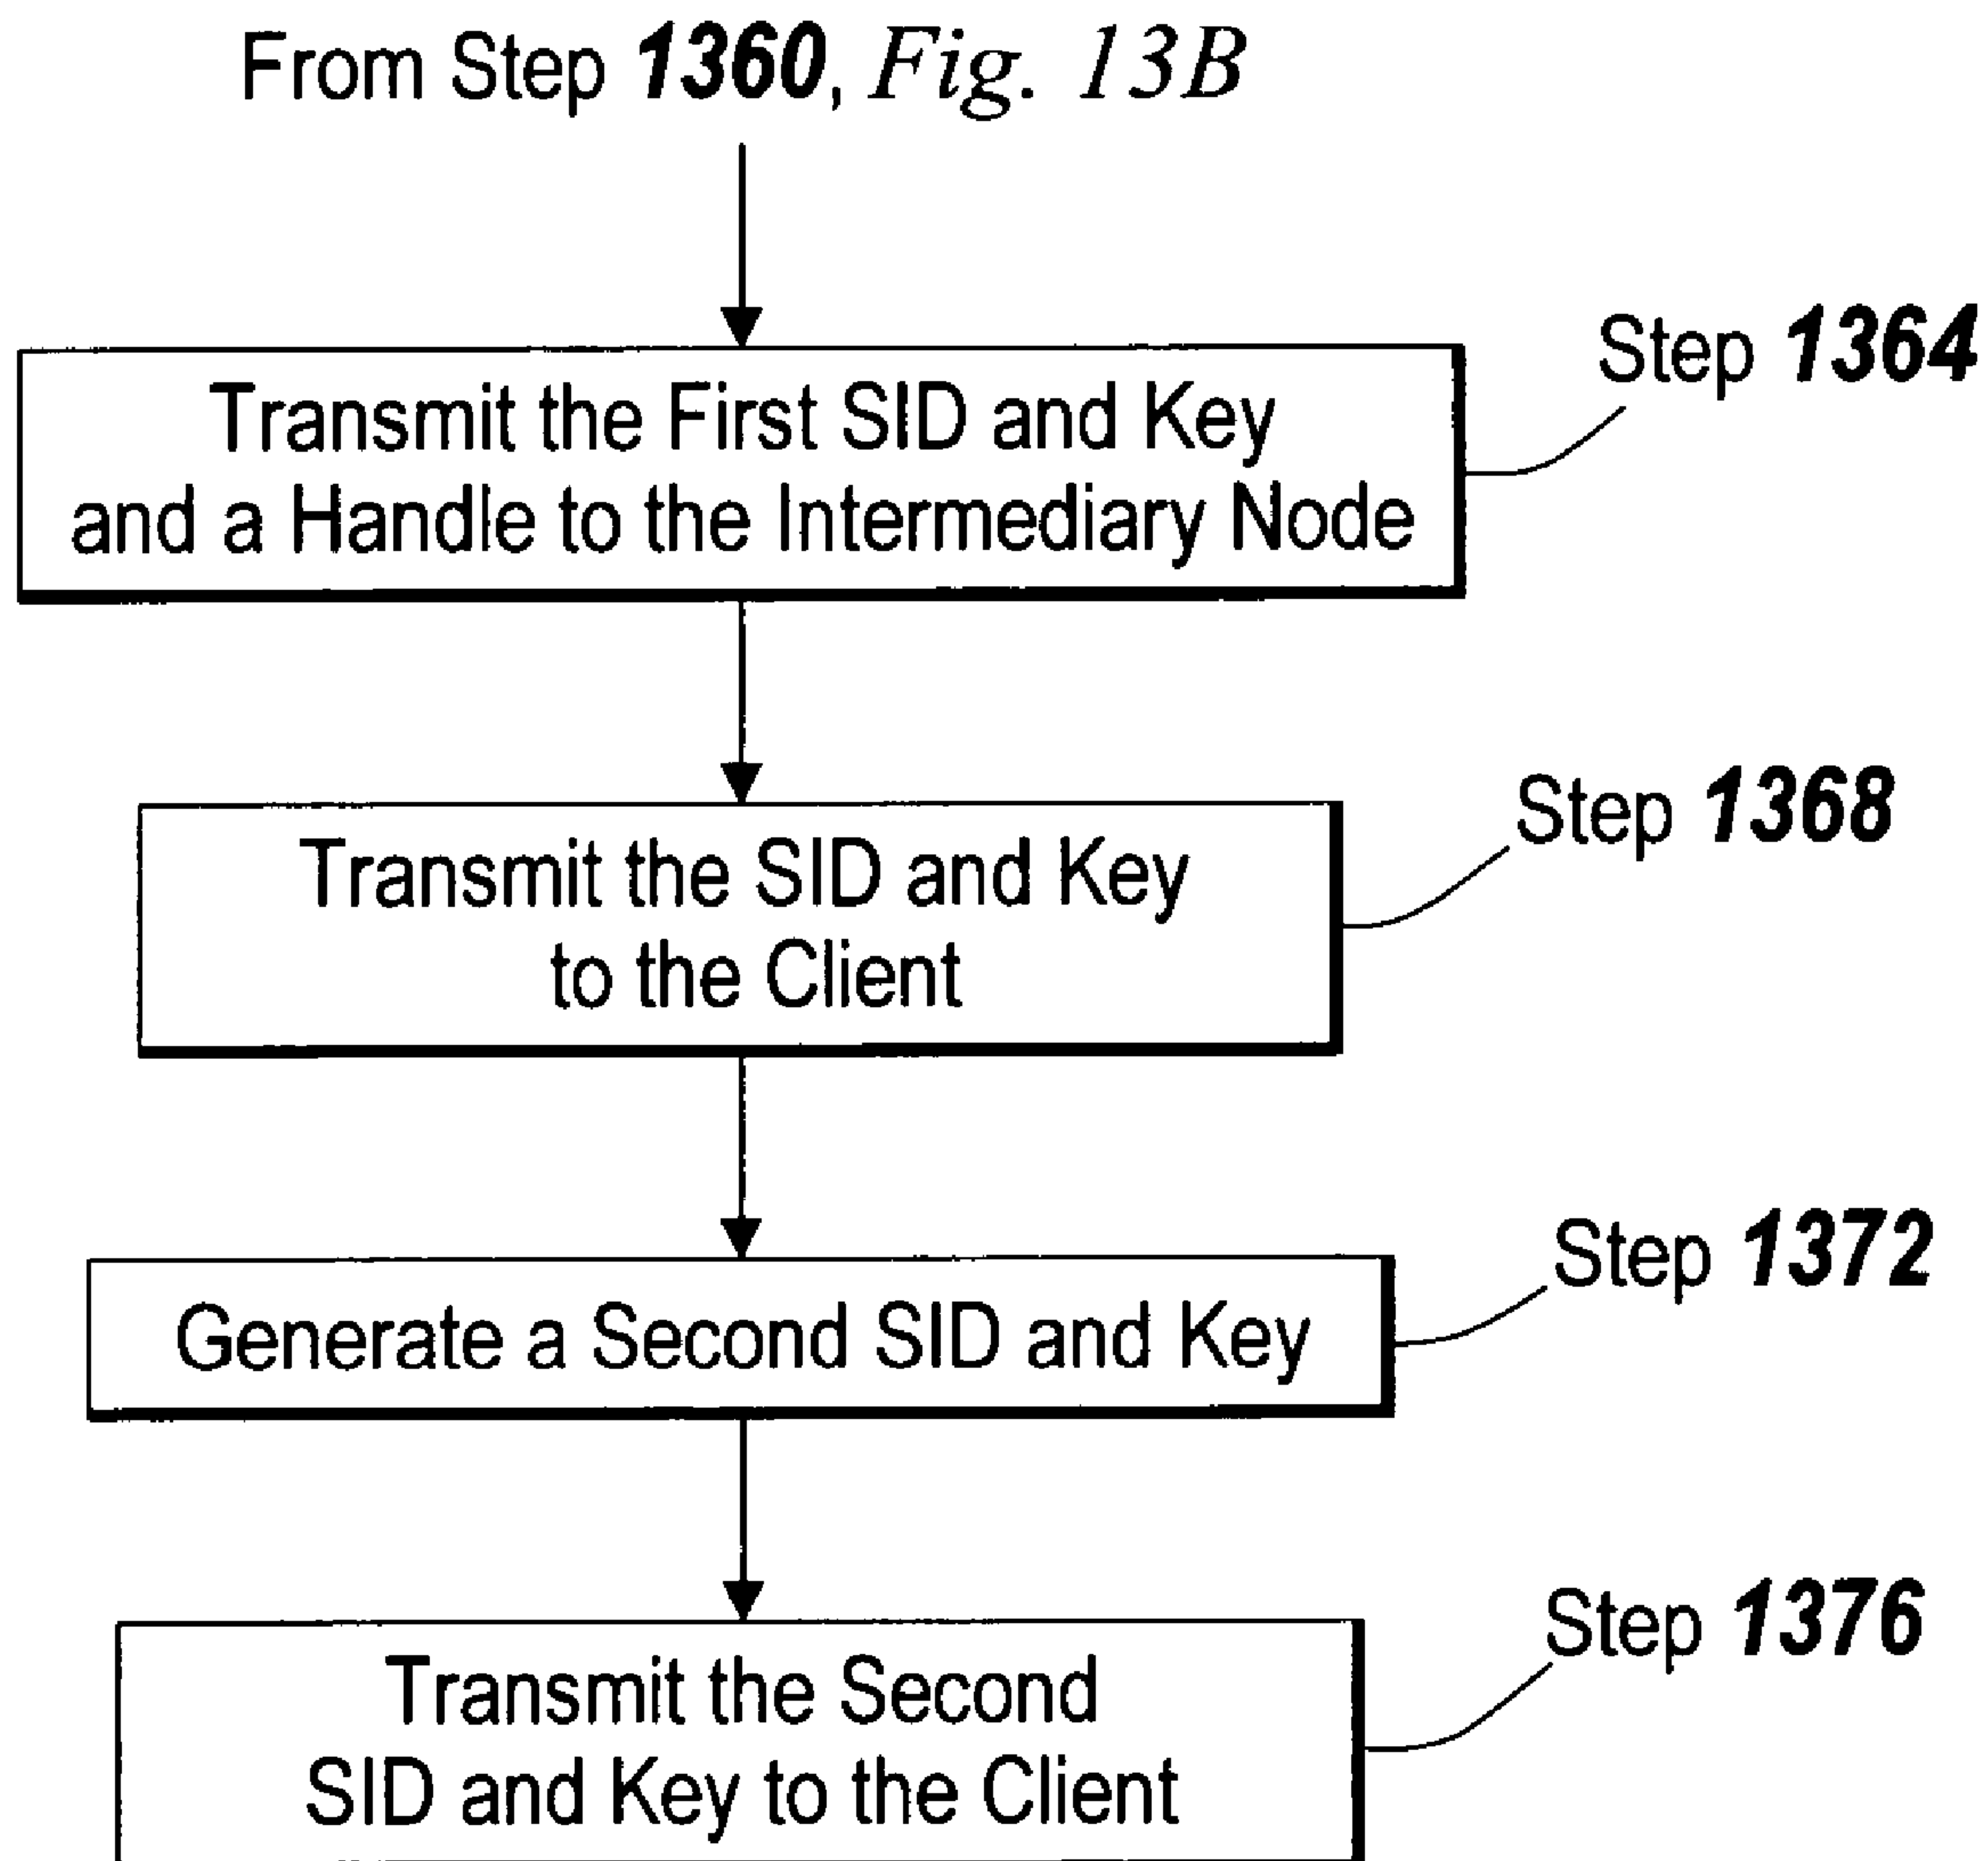 From Step 1360, Fig. 13B
Step 1364
Transmit the First SID and Key
and a Handle to the Intermediary Node
Step 1368
Transmit the SID and Key
to the Client
Step 1372
Generate a Second SID and Key
Step 1376
Transmit the Second
SID and Key to the Client